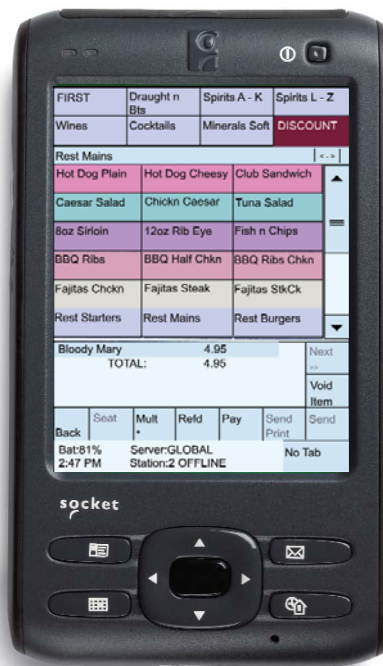 FIRST Draught n Bts Spirits A - K Spirits L - Z
Wines Cocktails Minerals Soft DISCOUNT
Rest Mains <->
Hot Dog Plain Hot Dog Cheesy Club Sandwich
Caesar Salad Chickn Caesar Tuna Salad
8oz Sirloin 12oz Rib Eye Fish n Chips
BBQ Ribs BBQ Half Chkn BBQ Ribs Chkn
Fajitas Chckn Fajitas Steak Fajitas StkCk
Rest Starters Rest Mains Rest Burgers
Bloody Mary 4.95 Next >>
TOTAL: 4.95
Void Item
Back Seat Mult * Refd Pay Send Print Send
Bat:81% Server:GLOBAL No Tab
2:47 PM Station:2 OFFLINE
socket